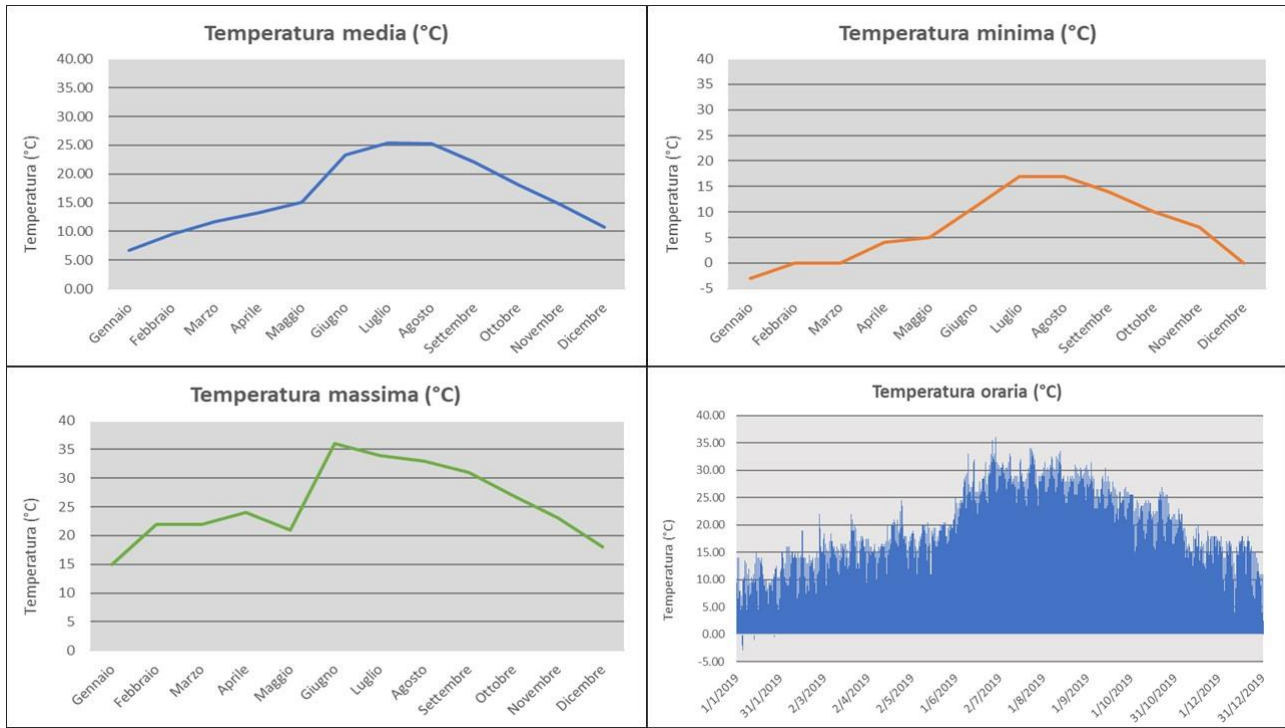 Temperatura media (°C)
40.00
35.00
30.00
25.00
20.00
15.00
10.00
5.00
0.00
Temperatura (°C)
Gennaio
Febbraio
Marzo
Aprile
Maggio
Giugno
Luglio
Agosto
Settembre
Ottobre
Novembre
Dicembre
Temperatura minima (°C)
40
35
30
25
20
15
10
5
0
-5
Temperatura (°C)
Gennaio
Febbraio
Marzo
Aprile
Maggio
Giugno
Luglio
Agosto
Settembre
Ottobre
Novembre
Dicembre
Temperatura massima (°C)
40
35
30
25
20
15
10
5
0
Temperatura (°C)
Gennaio
Febbraio
Marzo
Aprile
Maggio
Giugno
Luglio
Agosto
Settembre
Ottobre
Novembre
Dicembre
Temperatura oraria (°C)
40.00
35.00
30.00
25.00
20.00
15.00
10.00
5.00
0.00
-5.00
Temperatura (°C)
1/1/2019
31/1/2019
2/3/2019
2/4/2019
2/5/2019
1/6/2019
2/7/2019
1/8/2019
1/9/2019
1/10/2019
31/10/2019
1/12/2019
31/12/2019